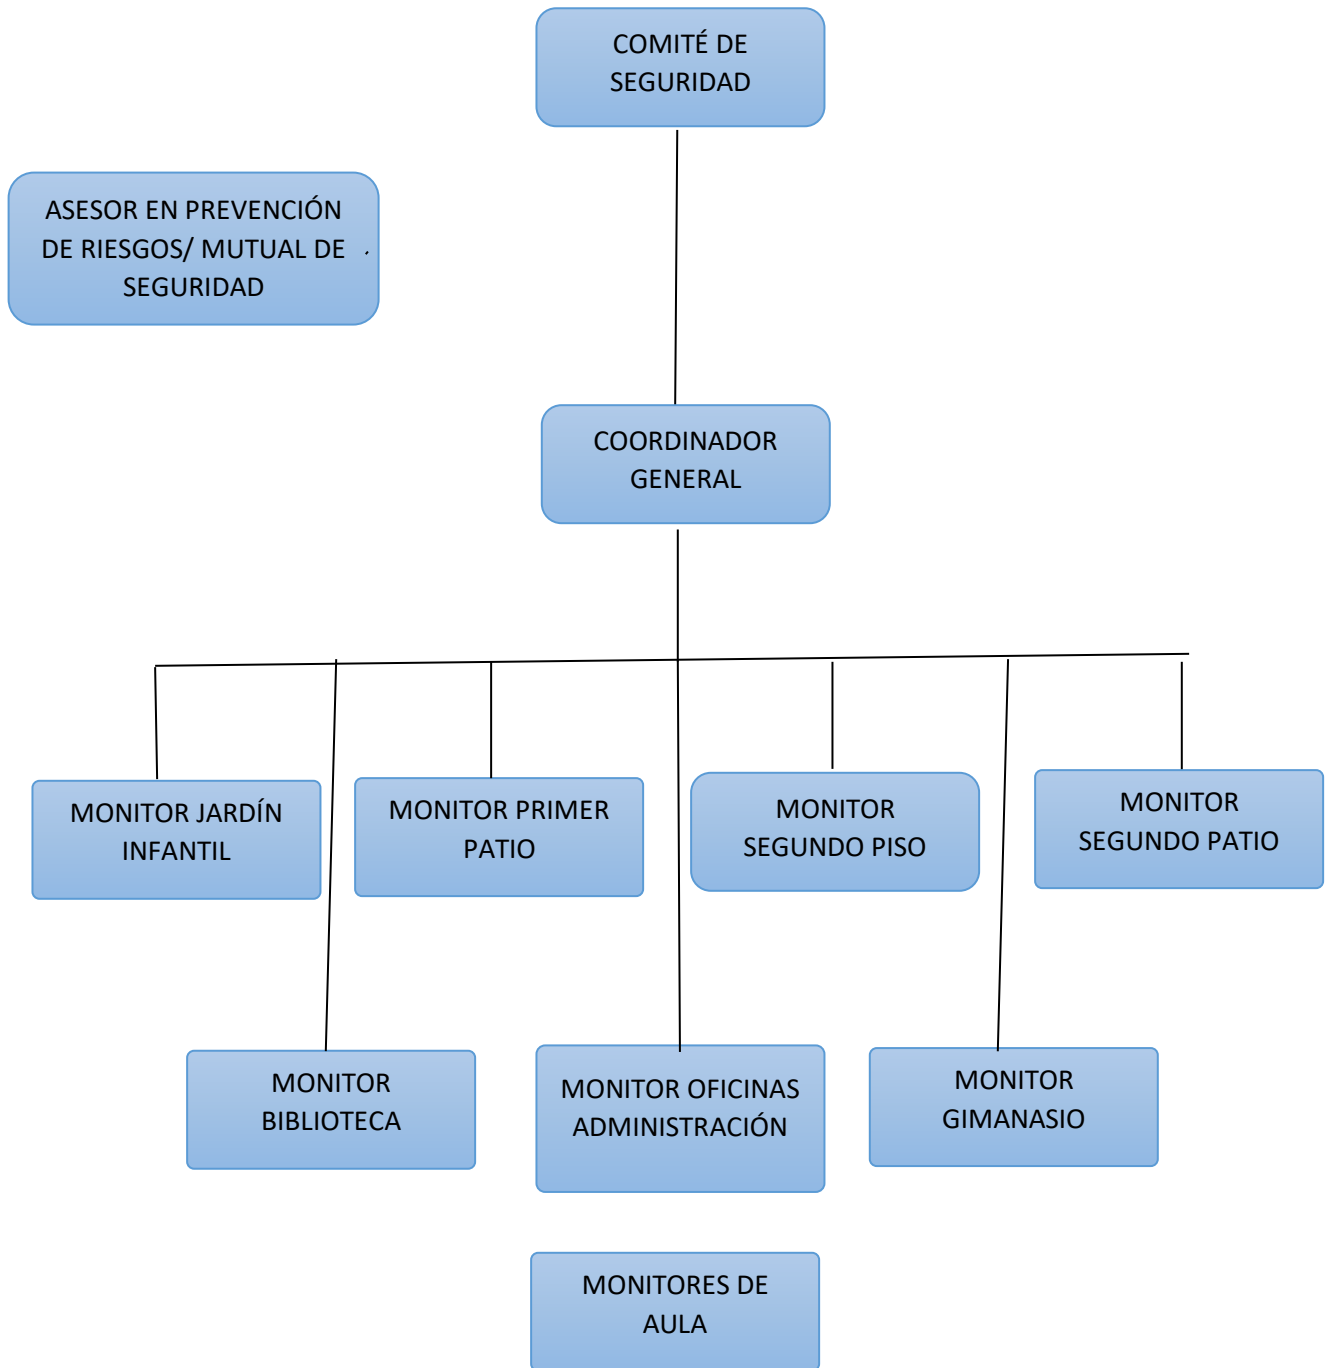 COMITÉ DE
SEGURIDAD
ASESOR EN PREVENCIÓN
DE RIESGOS/ MUTUAL DE
SEGURIDAD
COORDINADOR
GENERAL
MONITOR JARDÍN
INFANTIL
MONITOR PRIMER
PATIO
MONITOR
SEGUNDO PISO
MONITOR
SEGUNDO PATIO
MONITOR
BIBLIOTECA
MONITOR OFICINAS
ADMINISTRACIÓN
MONITOR
GIMANASIO
MONITORES DE
AULA